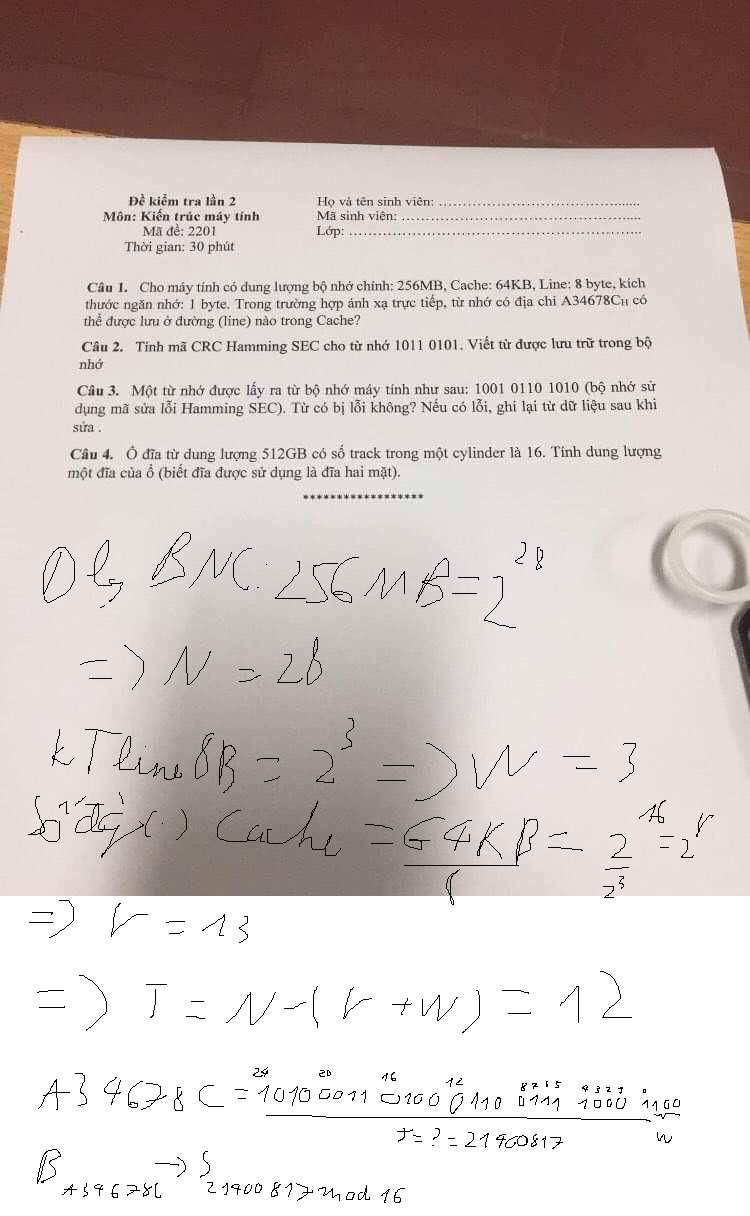 Đề kiểm tra lần 2
Môn: Kiến trúc máy tính
Mã đề: 2201
Thời gian: 30 phút
Họ và tên sinh viên: ……………………………………
Mã sinh viên: ……………………………………
Lớp: ……………………………………
Câu 1. Cho máy tính có dung lượng bộ nhớ chính: 256MB, Cache: 64KB, Line: 8 byte, kích
thước ngăn nhớ: 1 byte. Trong trường hợp ánh xạ trực tiếp, từ nhớ có địa chỉ A34678CH có
thể được lưu ở đường (line) nào trong Cache?
Câu 2. Tính mã CRC Hamming SEC cho từ nhớ 1011 0101. Viết từ được lưu trữ trong bộ
nhớ
Câu 3. Một từ nhớ được lấy ra từ bộ nhớ máy tính như sau: 1001 0110 1010 (bộ nhớ sử
dụng mã sửa lỗi Hamming SEC). Từ có bị lỗi không? Nếu có lỗi, ghi lại từ dữ liệu sau khi
sửa .
Câu 4. Ổ đĩa từ dung lượng 512GB có số track trong một cylinder là 16. Tính dung lượng
một đĩa của ổ (biết đĩa được sử dụng là đĩa hai mặt).
******************
BNC: 256MB = 2^28
=> N = 28
KT line 8B = 2^3 => W = 3
Cache = 64KB/8 = 2^16/2^3 = 2^r
=> r = 13
=> T = N - (r + W) = 12
24 20 16 12 8 7 6 5 4 3 2 1 0
A34678C = 10100011 0100 0110 0111 1000 1100
J = ? = 21400817 W
B A34678C -> S 21400817 mod 16